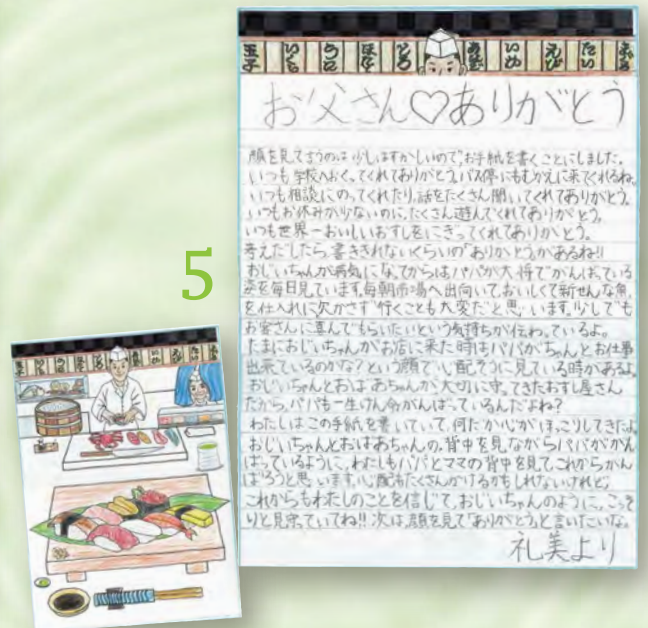 玉子 いくら うに ほたて とろ いか えび たい
お父さん♡ありがとう
顔を見て言うのは少しはずかしいので、お手紙を書くことにしました。
いつも学校へおくってくれてありがとう。バス停にもむかえに来てくれるね。
いつも相談にのってくれたり、話をたくさん聞いてくれてありがとう。
いつもお休みが少ないのに、たくさん遊んでくれてありがとう。
いつも世界一おいしいおすしをにぎってくれてありがとう。
考えだしたら、書ききれないくらいの「ありがとう」があるね!!
おじいちゃんが病気になってからはパパが大将でがんばっている
姿を毎日見ています。毎朝市場へ出向いて、おいしくて新せんな魚
を仕入れに欠かさず行くことも大変だと思います。少しでも
お客さんに喜んでもらいたいという気持ちが伝わっているよ。
たまにおじいちゃんがお店に来た時はパパがちゃんとお仕事
出来ているのかな?という顔で心配そうに見ている時があるよ。
おじいちゃんとおばあちゃんが大切に守ってきたおすし屋さん
だから、パパも一生けん命がんばっているんだよね?
わたしはこの手紙を書いていて、何だか心がほっこりしてきたよ。
おじいちゃんとおばあちゃんの背中を見ながらパパががん
ばっているように、わたしもパパとママの背中を見てこれからがん
ばろうと思います。心配もたくさんかけるかもしれないけれど、
これからもわたしのことを信じて、おじいちゃんのように、こっそ
りと見守っていてね!!次は、顔を見て「ありがとう」と言いたいな。
礼美より
5